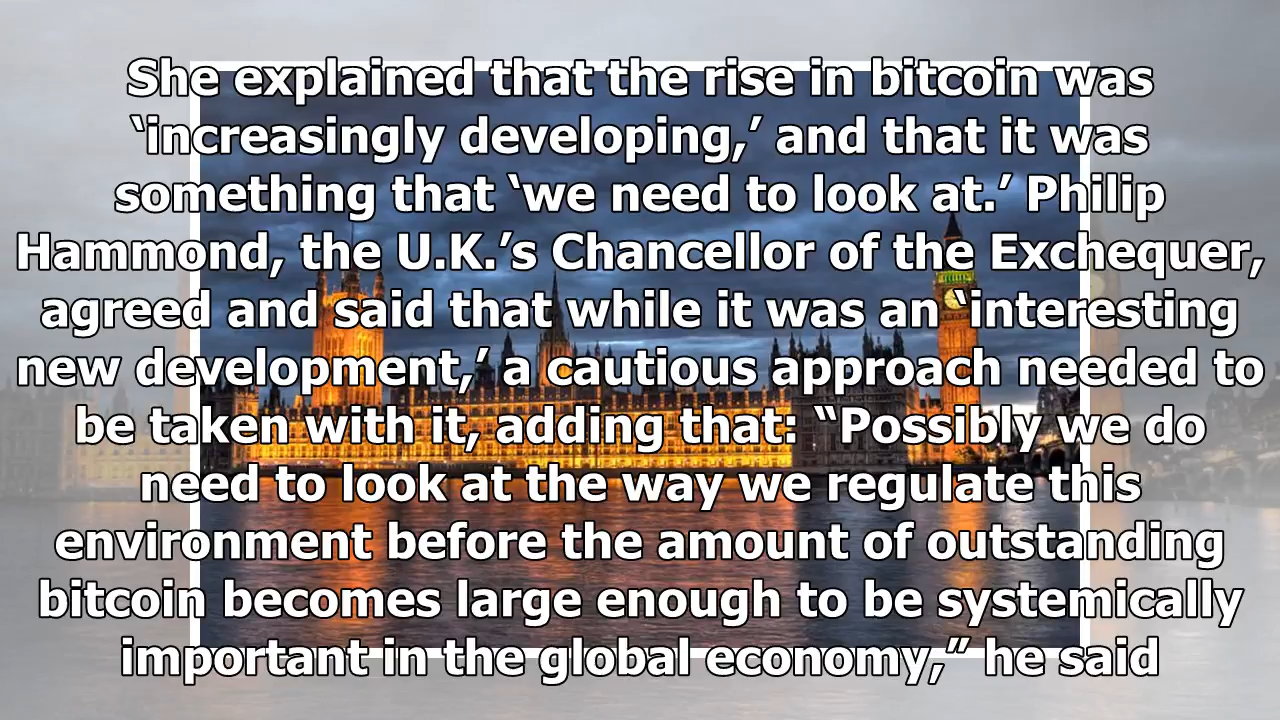 She explained that the rise in bitcoin was
‘increasingly developing,’ and that it was
something that ‘we need to look at.’ Philip
Hammond, the U.K.’s Chancellor of the Exchequer,
agreed and said that while it was an ‘interesting
new development,’ a cautious approach needed to
be taken with it, adding that: “Possibly we do
need to look at the way we regulate this
environment before the amount of outstanding
bitcoin becomes large enough to be systemically
important in the global economy,” he said